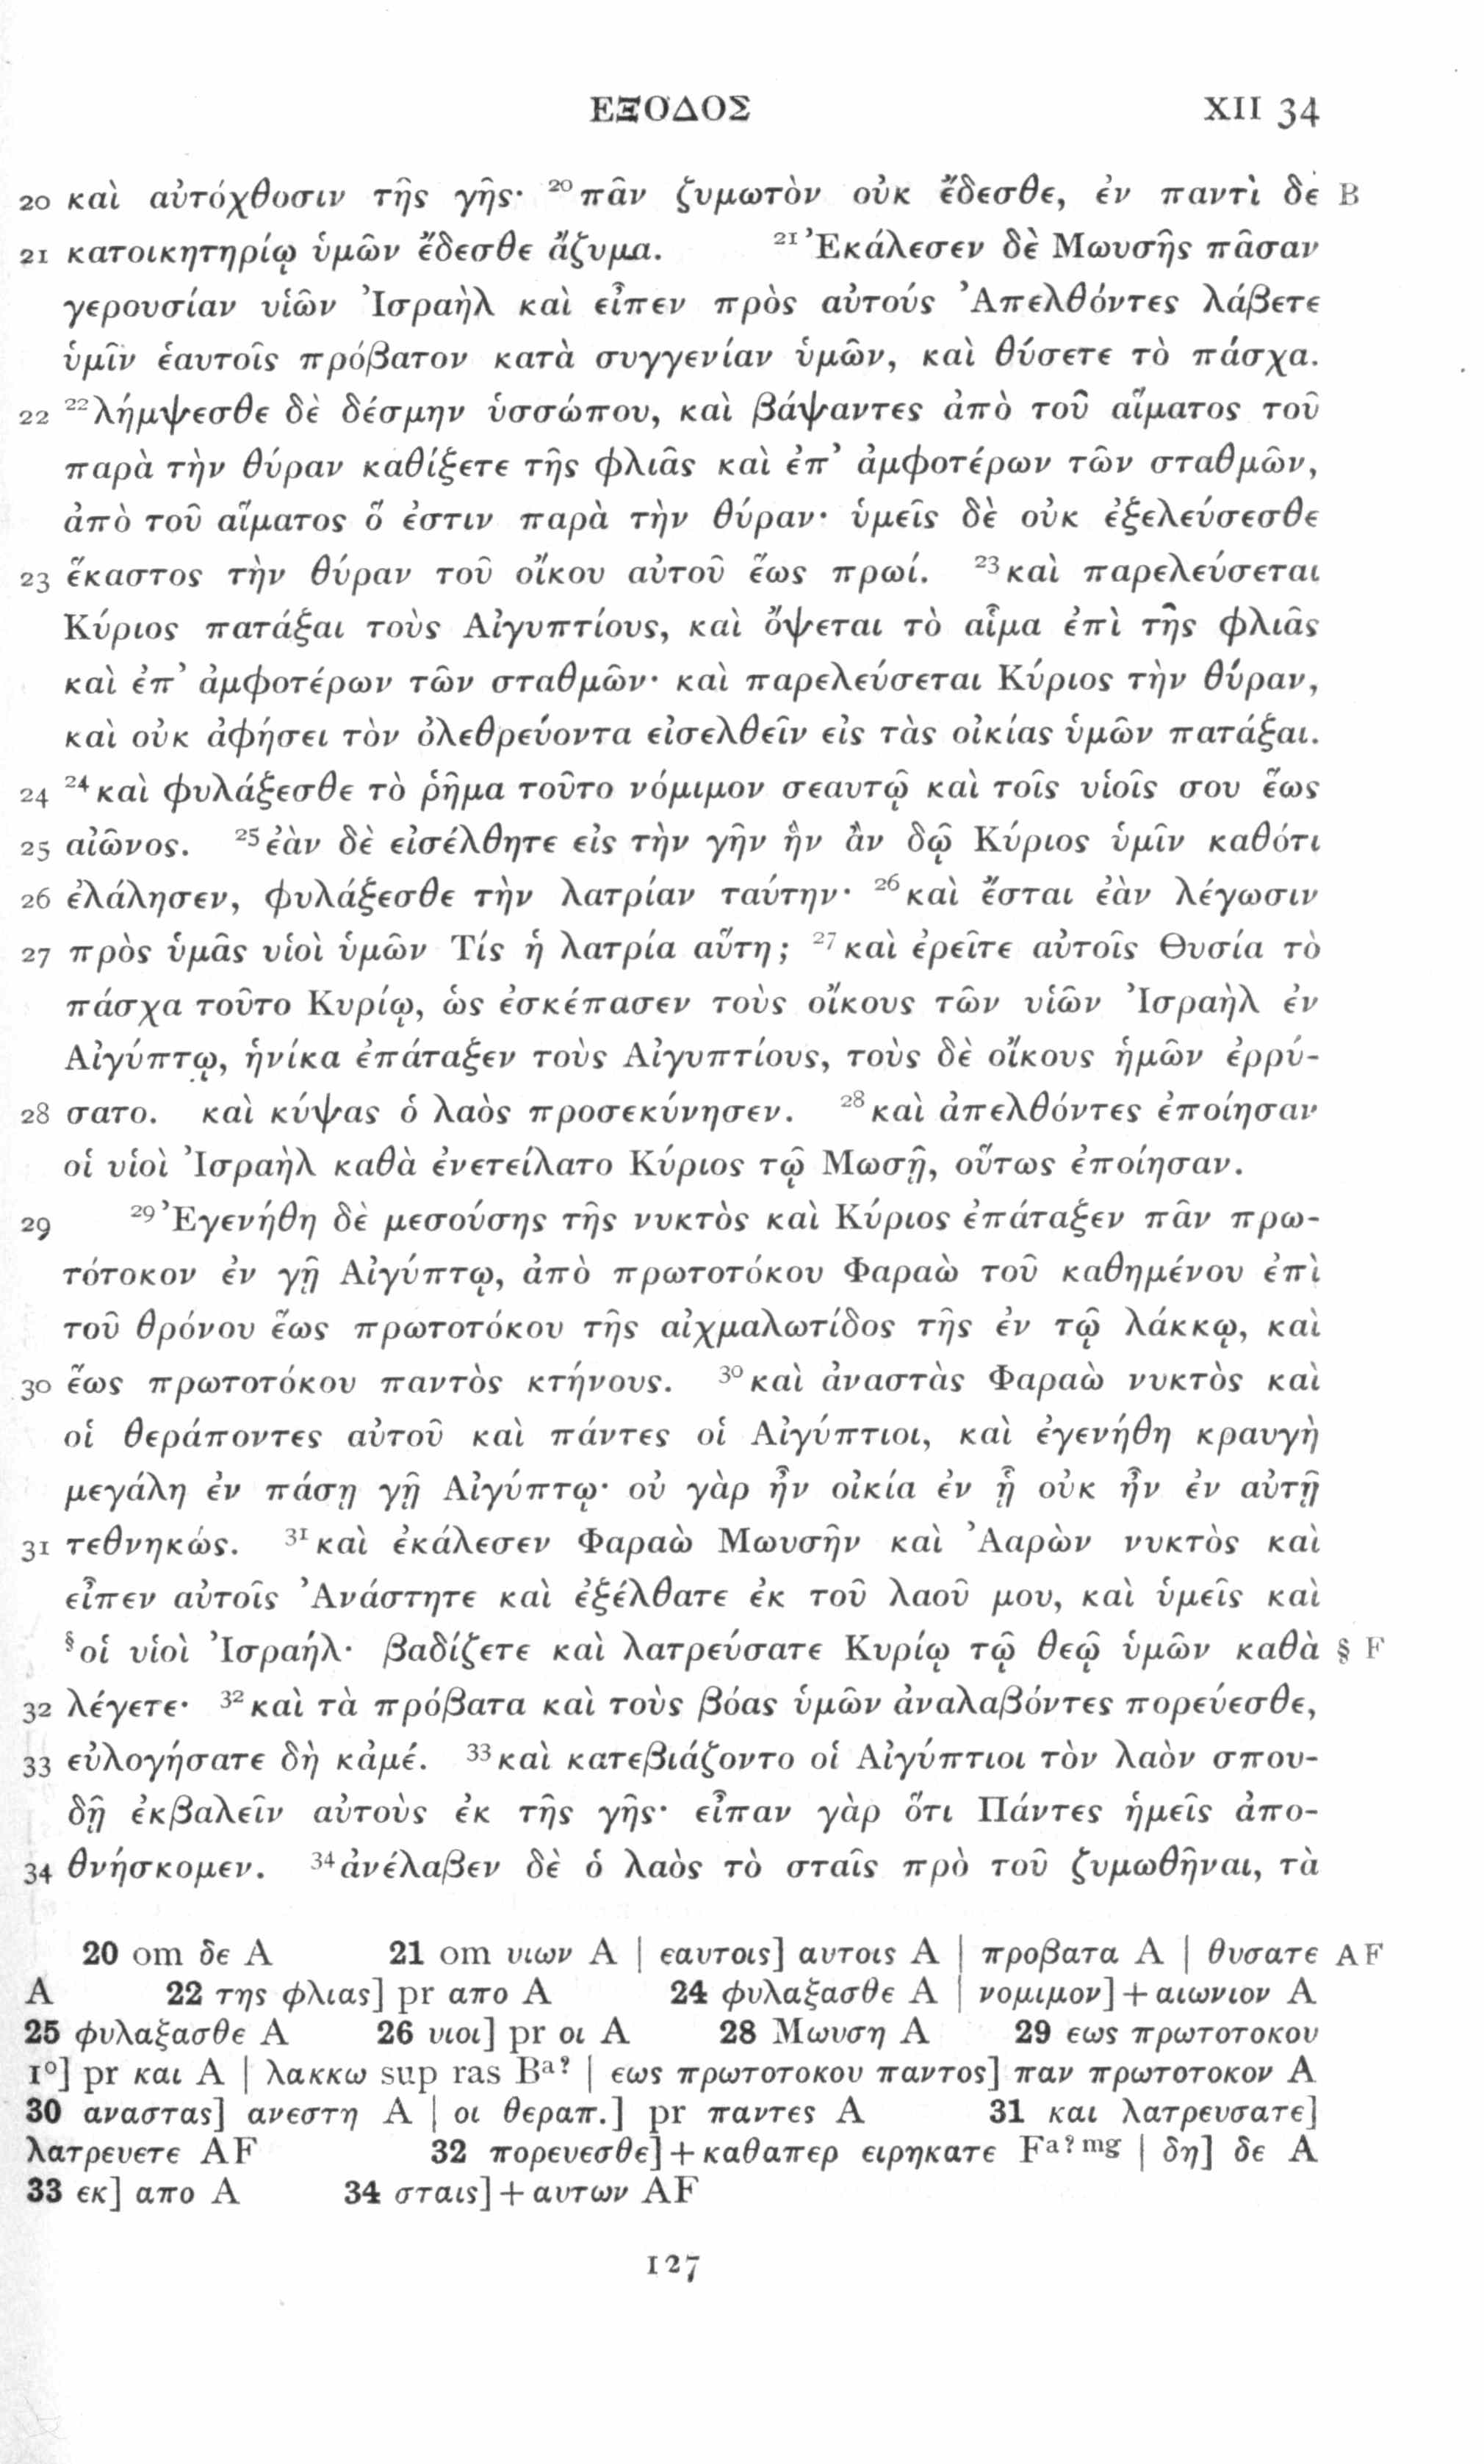 ΕΞΟΔΟΣ XII 34
20 καὶ αὐτόχθοσιν τῆς γῆς· ²⁰πᾶν ζυμωτὸν οὐκ ἔδεσθε, ἐν παντὶ δὲ B
21 κατοικητηρίῳ ὑμῶν ἔδεσθε ἄζυμα. ²¹Ἐκάλεσεν δὲ Μωυσῆς πᾶσαν
γερουσίαν υἱῶν Ἰσραὴλ καὶ εἶπεν πρὸς αὐτούς Ἀπελθόντες λάβετε
ὑμῖν ἑαυτοῖς πρόβατον κατὰ συγγενίαν ὑμῶν, καὶ θύσετε τὸ πάσχα.
22 ²²λήμψεσθε δὲ δέσμην ὑσσώπου, καὶ βάψαντες ἀπὸ τοῦ αἵματος τοῦ
παρὰ τὴν θύραν καθίξετε τῆς φλιᾶς καὶ ἐπ’ ἀμφοτέρων τῶν σταθμῶν,
ἀπὸ τοῦ αἵματος ὅ ἐστιν παρὰ τὴν θύραν· ὑμεῖς δὲ οὐκ ἐξελεύσεσθε
23 ἕκαστος τὴν θύραν τοῦ οἴκου αὐτοῦ ἕως πρωί. ²³καὶ παρελεύσεται
Κύριος πατάξαι τοὺς Αἰγυπτίους, καὶ ὄψεται τὸ αἷμα ἐπὶ τῆς φλιᾶς
καὶ ἐπ’ ἀμφοτέρων τῶν σταθμῶν· καὶ παρελεύσεται Κύριος τὴν θύραν,
καὶ οὐκ ἀφήσει τὸν ὀλεθρεύοντα εἰσελθεῖν εἰς τὰς οἰκίας ὑμῶν πατάξαι.
24 ²⁴καὶ φυλάξεσθε τὸ ῥῆμα τοῦτο νόμιμον σεαυτῷ καὶ τοῖς υἱοῖς σου ἕως
25 αἰῶνος. ²⁵ἐὰν δὲ εἰσέλθητε εἰς τὴν γῆν ἣν ἂν δῷ Κύριος ὑμῖν καθότι
26 ἐλάλησεν, φυλάξεσθε τὴν λατρίαν ταύτην· ²⁶καὶ ἔσται ἐὰν λέγωσιν
27 πρὸς ὑμᾶς υἱοὶ ὑμῶν Τίς ἡ λατρία αὕτη; ²⁷καὶ ἐρεῖτε αὐτοῖς Θυσία τὸ
πάσχα τοῦτο Κυρίῳ, ὡς ἐσκέπασεν τοὺς οἴκους τῶν υἱῶν Ἰσραὴλ ἐν
Αἰγύπτῳ, ἡνίκα ἐπάταξεν τοὺς Αἰγυπτίους, τοὺς δὲ οἴκους ἡμῶν ἐρρύ-
28 σατο. καὶ κύψας ὁ λαὸς προσεκύνησεν. ²⁸καὶ ἀπελθόντες ἐποίησαν
οἱ υἱοὶ Ἰσραὴλ καθὰ ἐνετείλατο Κύριος τῷ Μωσῇ, οὕτως ἐποίησαν.
29 ²⁹Ἐγενήθη δὲ μεσούσης τῆς νυκτὸς καὶ Κύριος ἐπάταξεν πᾶν πρω-
τότοκον ἐν γῇ Αἰγύπτῳ, ἀπὸ πρωτοτόκου Φαραὼ τοῦ καθημένου ἐπὶ
τοῦ θρόνου ἕως πρωτοτόκου τῆς αἰχμαλωτίδος τῆς ἐν τῷ λάκκῳ, καὶ
30 ἕως πρωτοτόκου παντὸς κτήνους. ³⁰καὶ ἀναστὰς Φαραὼ νυκτὸς καὶ
οἱ θεράποντες αὐτοῦ καὶ πάντες οἱ Αἰγύπτιοι, καὶ ἐγενήθη κραυγὴ
μεγάλη ἐν πάσῃ γῇ Αἰγύπτῳ· οὐ γὰρ ἦν οἰκία ἐν ᾗ οὐκ ἦν ἐν αὐτῇ
31 τεθνηκώς. ³¹καὶ ἐκάλεσεν Φαραὼ Μωυσῆν καὶ Ἀαρὼν νυκτὸς καὶ
εἶπεν αὐτοῖς Ἀνάστητε καὶ ἐξέλθατε ἐκ τοῦ λαοῦ μου, καὶ ὑμεῖς καὶ
§οἱ υἱοὶ Ἰσραήλ· βαδίζετε καὶ λατρεύσατε Κυρίῳ τῷ θεῷ ὑμῶν καθὰ § F
32 λέγετε· ³²καὶ τὰ πρόβατα καὶ τοὺς βόας ὑμῶν ἀναλαβόντες πορεύεσθε,
33 εὐλογήσατε δὴ κἀμέ. ³³καὶ κατεβιάζοντο οἱ Αἰγύπτιοι τὸν λαὸν σπου-
δῇ ἐκβαλεῖν αὐτοὺς ἐκ τῆς γῆς· εἶπαν γὰρ ὅτι Πάντες ἡμεῖς ἀπο-
34 θνήσκομεν. ³⁴ἀνέλαβεν δὲ ὁ λαὸς τὸ σταῖς πρὸ τοῦ ζυμωθῆναι, τὰ
20 om δε A 21 om υιων A | εαυτοις] αυτοις A | προβατα A | θυσατε A F
A 22 της φλιας] pr απο A 24 φυλαξασθε A | νομιμον]+αιωνιον A
25 φυλαξασθε A 26 υιοι] pr οι A 28 Μωυση A 29 εως πρωτοτοκου
1°] pr και A | λακκω sup ras Bᵃ? | εως πρωτοτοκου παντος] παν πρωτοτοκον A
30 αναστας] ανεστη A | οι θεραπ.] pr παντες A 31 και λατρευσατε]
λατρευετε AF 32 πορευεσθε]+καθαπερ ειρηκατε Fᵃ?ᵐᵍ | δη] δε A
33 εκ] απο A 34 σταις]+αυτων AF
127